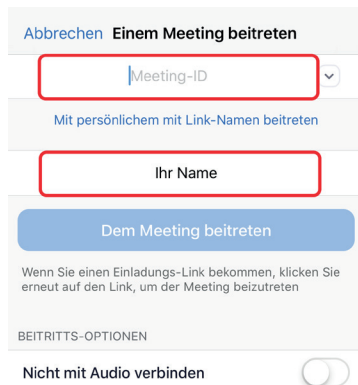 Abbrechen Einem Meeting beitreten
Meeting-ID
Mit persönlichem mit Link-Namen beitreten
Ihr Name
Dem Meeting beitreten
Wenn Sie einen Einladungs-Link bekommen, klicken Sie
erneut auf den Link, um der Meeting beizutreten
BEITRITTS-OPTIONEN
Nicht mit Audio verbinden